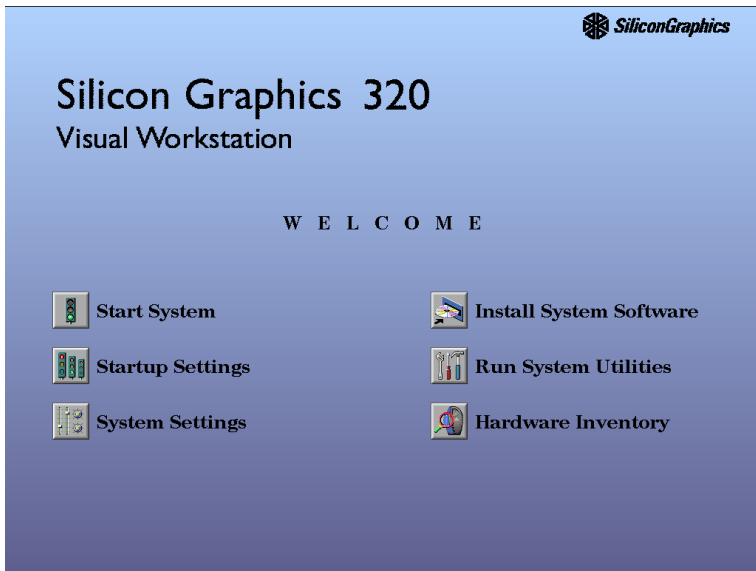 SiliconGraphics
Silicon Graphics 320
Visual Workstation
WELCOME
Start System
Install System Software
Startup Settings
Run System Utilities
System Settings
Hardware Inventory